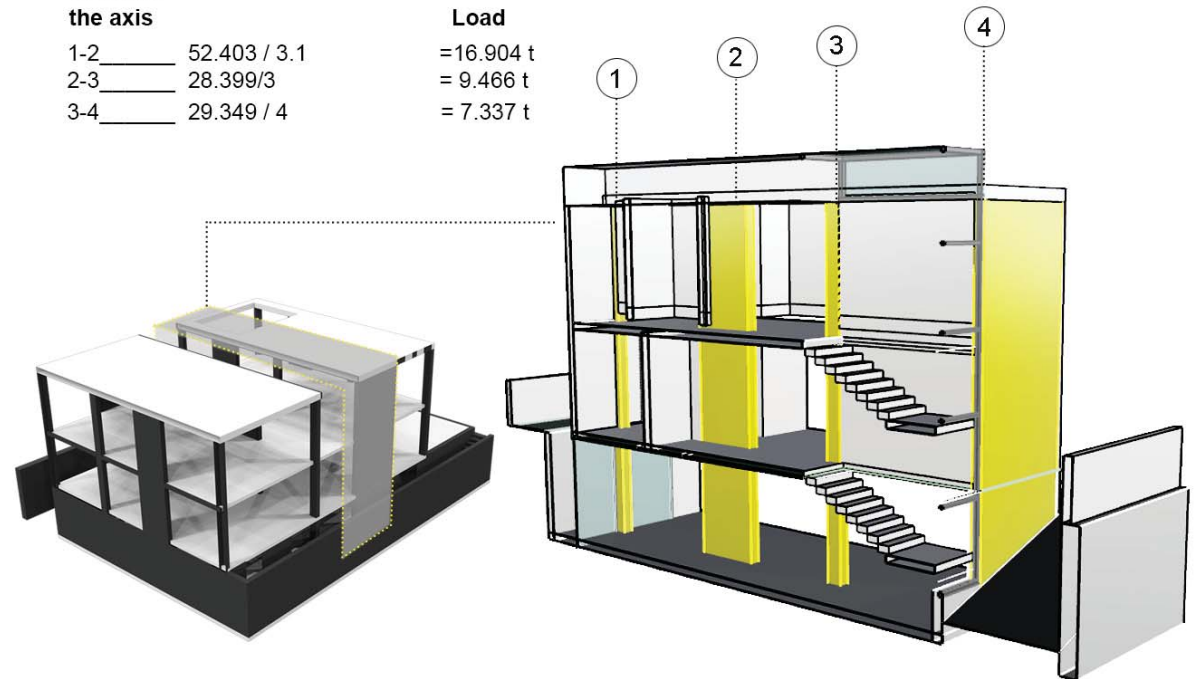 the axis Load
1-2______ 52.403 / 3.1 =16.904 t
2-3______ 28.399/3 = 9.466 t
3-4______ 29.349 / 4 = 7.337 t
1
2
3
4